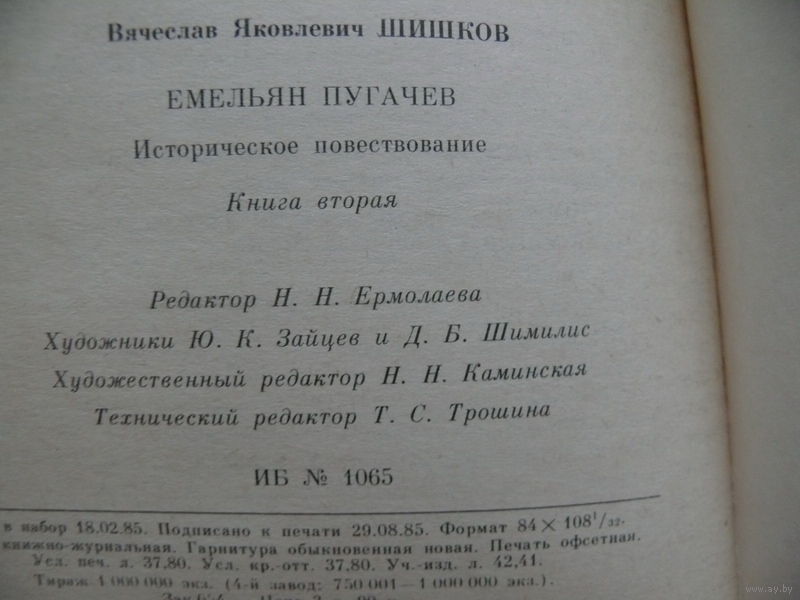 Вячеслав Яковлевич ШИШКОВ
ЕМЕЛЬЯН ПУГАЧЕВ
Историческое повествование
Книга вторая
Редактор Н. Н. Ермолаева
Художники Ю. К. Зайцев и Д. Б. Шимилис
Художественный редактор Н. Н. Каминская
Технический редактор Т. С. Трошина
ИБ № 1065
в набор 18.02.85. Подписано к печати 29.08.85. Формат 84 × 108¹/₃₂.
книжно-журнальная. Гарнитура обыкновенная новая. Печать офсетная.
Усл. печ. л. 37,80. Усл. кр.-отт. 37,80. Уч.-изд. л. 42,41.
Тираж 1 000 000 экз. (4-й завод: 750 001—1 000 000 экз.).
www.ay.by